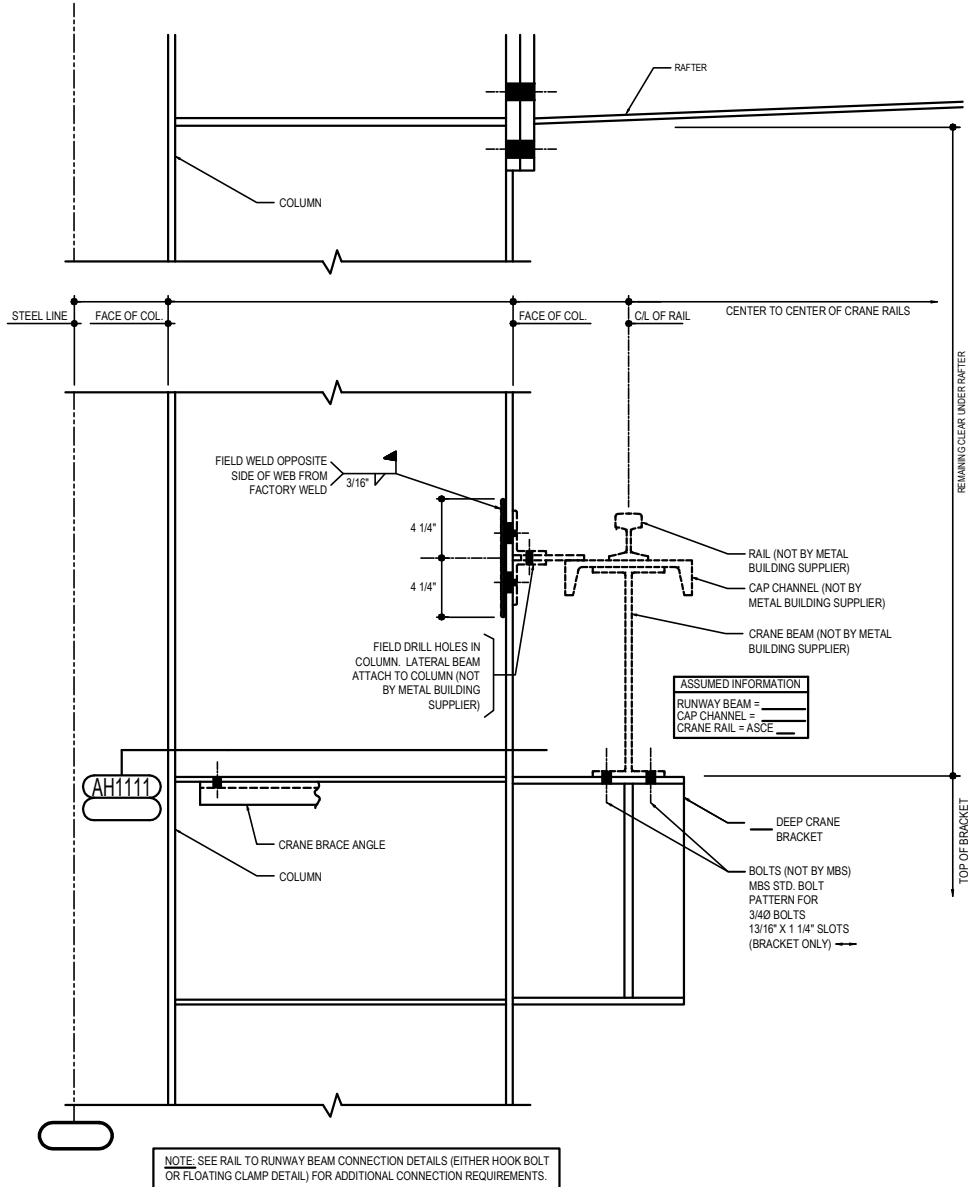 RAFTER
COLUMN
STEEL LINE
FACE OF COL.
FACE OF COL.
C/L OF RAIL
CENTER TO CENTER OF CRANE RAILS
REMAINING CLEAR UNDER RAFTER
FIELD WELD OPPOSITE
SIDE OF WEB FROM
FACTORY WELD
3/16"
4 1/4"
4 1/4"
RAIL (NOT BY METAL
BUILDING SUPPLIER)
CAP CHANNEL (NOT BY
METAL BUILDING SUPPLIER)
CRANE BEAM (NOT BY METAL
BUILDING SUPPLIER)
FIELD DRILL HOLES IN
COLUMN. LATERAL BEAM
ATTACH TO COLUMN (NOT
BY METAL BUILDING
SUPPLIER)
ASSUMED INFORMATION
RUNWAY BEAM = ______
CAP CHANNEL = ______
CRANE RAIL = ASCE ___
AH1111
CRANE BRACE ANGLE
COLUMN
___ DEEP CRANE
BRACKET
TOP OF BRACKET
BOLTS (NOT BY MBS)
MBS STD. BOLT
PATTERN FOR
3/4Ø BOLTS
13/16" X 1 1/4" SLOTS
(BRACKET ONLY)
NOTE: SEE RAIL TO RUNWAY BEAM CONNECTION DETAILS (EITHER HOOK BOLT
OR FLOATING CLAMP DETAIL) FOR ADDITIONAL CONNECTION REQUIREMENTS.